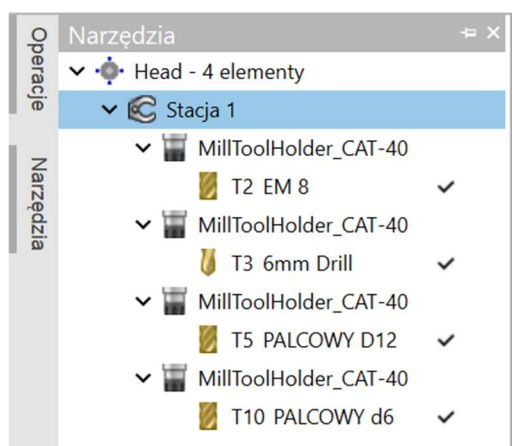 Operacje
Narzędzia
Narzędzia
Head - 4 elementy
Stacja 1
MillToolHolder_CAT-40
T2 EM 8
MillToolHolder_CAT-40
T3 6mm Drill
MillToolHolder_CAT-40
T5 PALCOWY D12
MillToolHolder_CAT-40
T10 PALCOWY d6